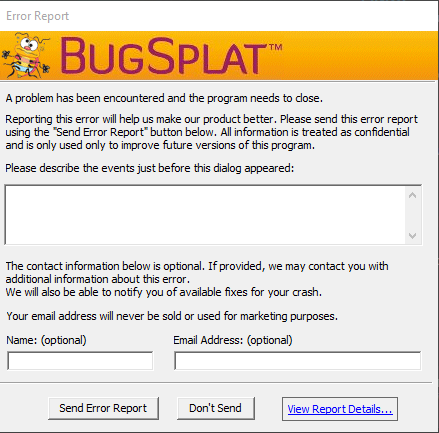 Error Report
BUGSPLAT™
A problem has been encountered and the program needs to close.
Reporting this error will help us make our product better. Please send this error report
using the "Send Error Report" button below. All information is treated as confidential
and is only used only to improve future versions of this program.
Please describe the events just before this dialog appeared:
The contact information below is optional. If provided, we may contact you with
additional information about this error.
We will also be able to notify you of available fixes for your crash.
Your email address will never be sold or used for marketing purposes.
Name: (optional) Email Address: (optional)
Send Error Report Don't Send View Report Details...